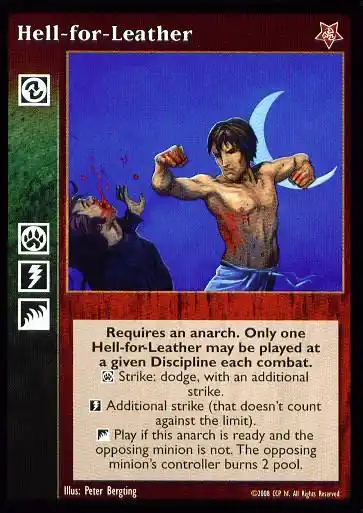 Hell-for-Leather
Requires an anarch. Only one
Hell-for-Leather may be played at
a given Discipline each combat.
Strike: dodge, with an additional
strike.
Additional strike (that doesn't count
against the limit).
Play if this anarch is ready and the
opposing minion is not. The opposing
minion's controller burns 2 pool.
Illus: Peter Bergting
©2008 CCP hf. All Rights Reserved